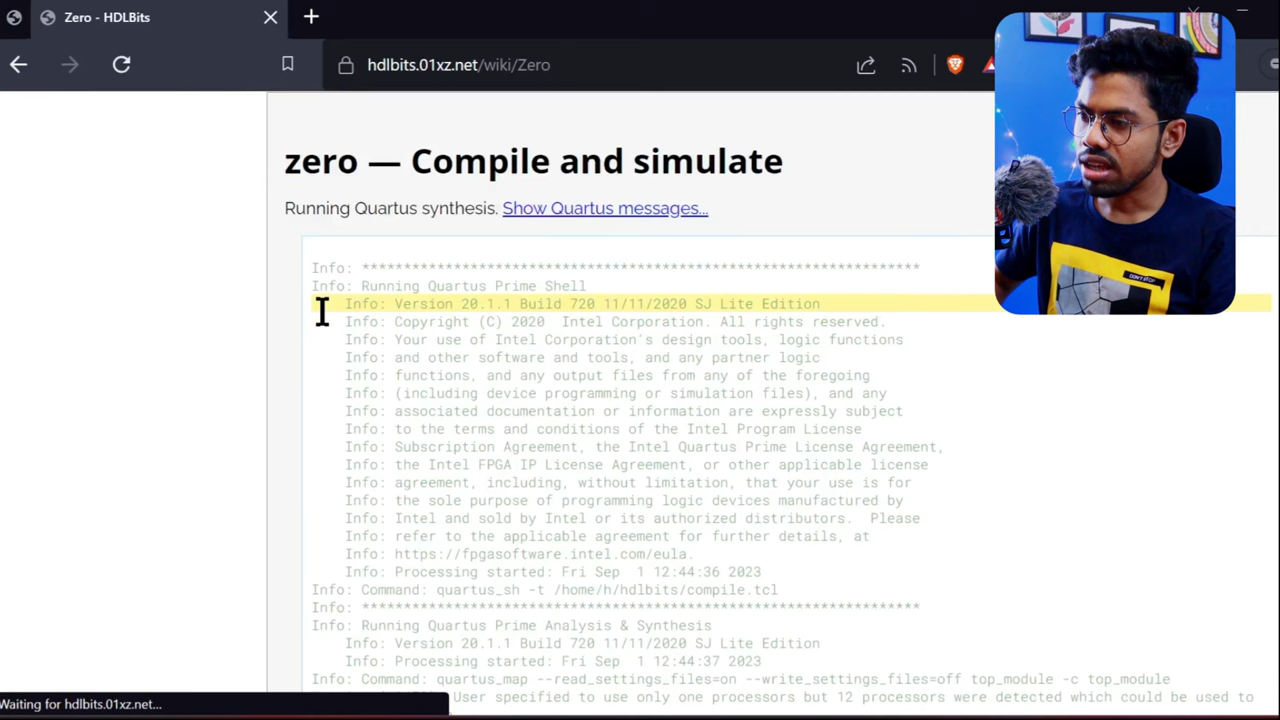 Zero - HDLBits
hdlbits.01xz.net/wiki/Zero
zero — Compile and simulate
Running Quartus synthesis. Show Quartus messages...
Info: *******************************************************************
Info: Running Quartus Prime Shell
Info: Version 20.1.1 Build 720 11/11/2020 SJ Lite Edition
Info: Copyright (C) 2020  Intel Corporation. All rights reserved.
Info: Your use of Intel Corporation's design tools, logic functions
Info: and other software and tools, and any partner logic
Info: functions, and any output files from any of the foregoing
Info: (including device programming or simulation files), and any
Info: associated documentation or information are expressly subject
Info: to the terms and conditions of the Intel Program License
Info: Subscription Agreement, the Intel Quartus Prime License Agreement,
Info: the Intel FPGA IP License Agreement, or other applicable license
Info: agreement, including, without limitation, that your use is for
Info: the sole purpose of programming logic devices manufactured by
Info: Intel and sold by Intel or its authorized distributors.  Please
Info: refer to the applicable agreement for further details, at
Info: https://fpgasoftware.intel.com/eula.
Info: Processing started: Fri Sep  1 12:44:36 2023
Info: Command: quartus_sh -t /home/h/hdlbits/compile.tcl
Info: *******************************************************************
Info: Running Quartus Prime Analysis & Synthesis
Info: Version 20.1.1 Build 720 11/11/2020 SJ Lite Edition
Info: Processing started: Fri Sep  1 12:44:37 2023
Info: Command: quartus_map --read_settings_files=on --write_settings_files=off top_module -c top_module
User specified to use only one processors but 12 processors were detected which could be used to
Waiting for hdlbits.01xz.net...